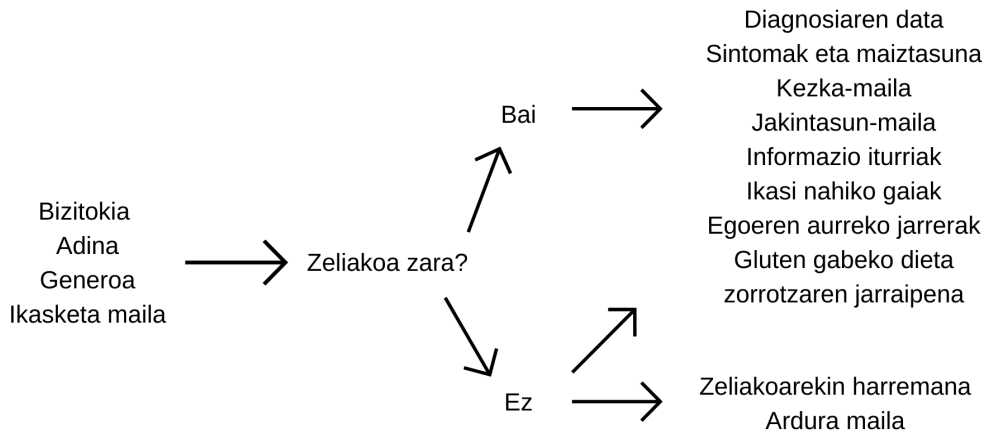 Bizitokia
Adina
Generoa
Ikasketa maila
Zeliakoa zara?
Bai
Diagnosiaren data
Sintomak eta maiztasuna
Kezka-maila
Jakintasun-maila
Informazio iturriak
Ikasi nahiko gaiak
Egoeren aurreko jarrerak
Gluten gabeko dieta
zorrotzaren jarraipena
Ez
Zeliakoarekin harremana
Ardura maila